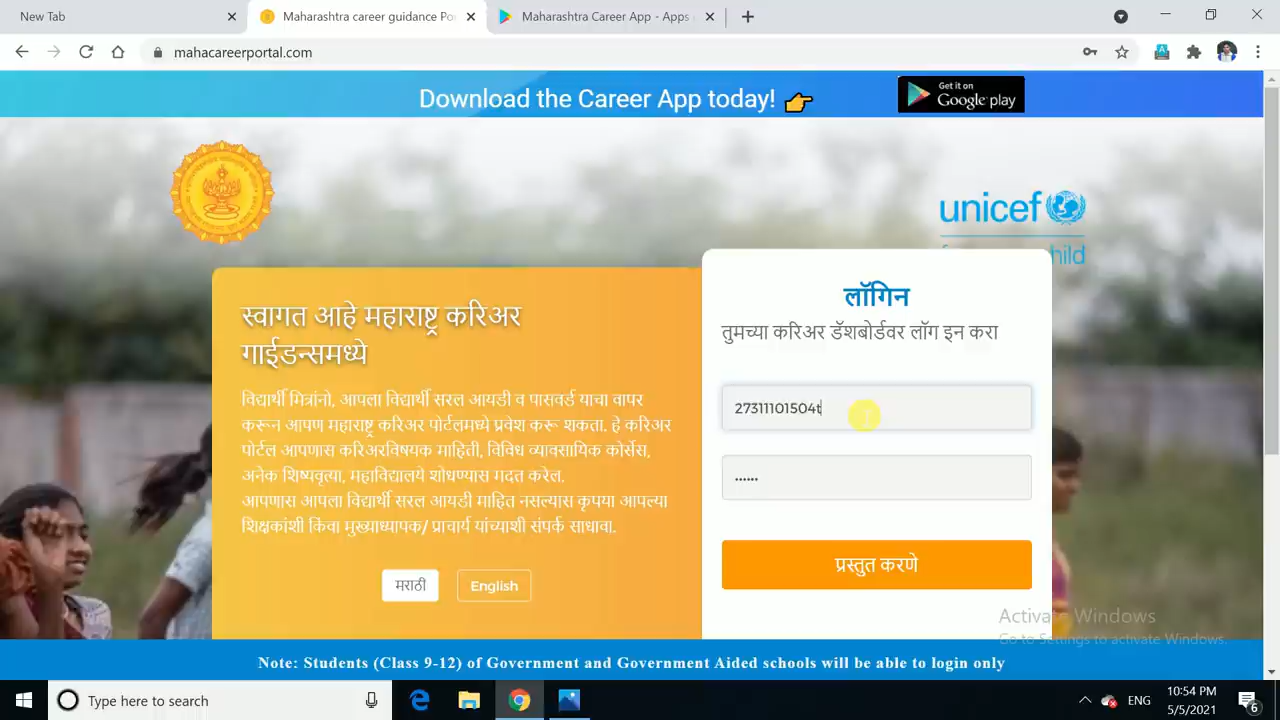 New Tab
Maharashtra career guidance Po
Maharashtra Career App - Apps
mahacareerportal.com
Download the Career App today!
Get it on
Google play
unicef
स्वागत आहे महाराष्ट्र करिअर
गाईडन्समध्ये
विद्यार्थी मित्रांनो, आपला विद्यार्थी सरल आयडी व पासवर्ड याचा वापर
करून आपण महाराष्ट्र करिअर पोर्टलमध्ये प्रवेश करू शकता. हे करिअर
पोर्टल आपणास करिअरविषयक माहिती, विविध व्यावसायिक कोर्सेस,
अनेक शिष्यवृत्या, महाविद्यालये शोधण्यास मदत करेल.
आपणास आपला विद्यार्थी सरल आयडी माहित नसल्यास कृपया आपल्या
शिक्षकांशी किंवा मुख्याध्यापक/ प्राचार्य यांच्याशी संपर्क साधावा.
मराठी
English
लॉगिन
तुमच्या करिअर डॅशबोर्डवर लॉग इन करा
27311101504t
......
प्रस्तुत करणे
Activate Windows
Go to Settings to activate Windows.
Note: Students (Class 9-12) of Government and Government Aided schools will be able to login only
Type here to search
ENG
10:54 PM
5/5/2021
6